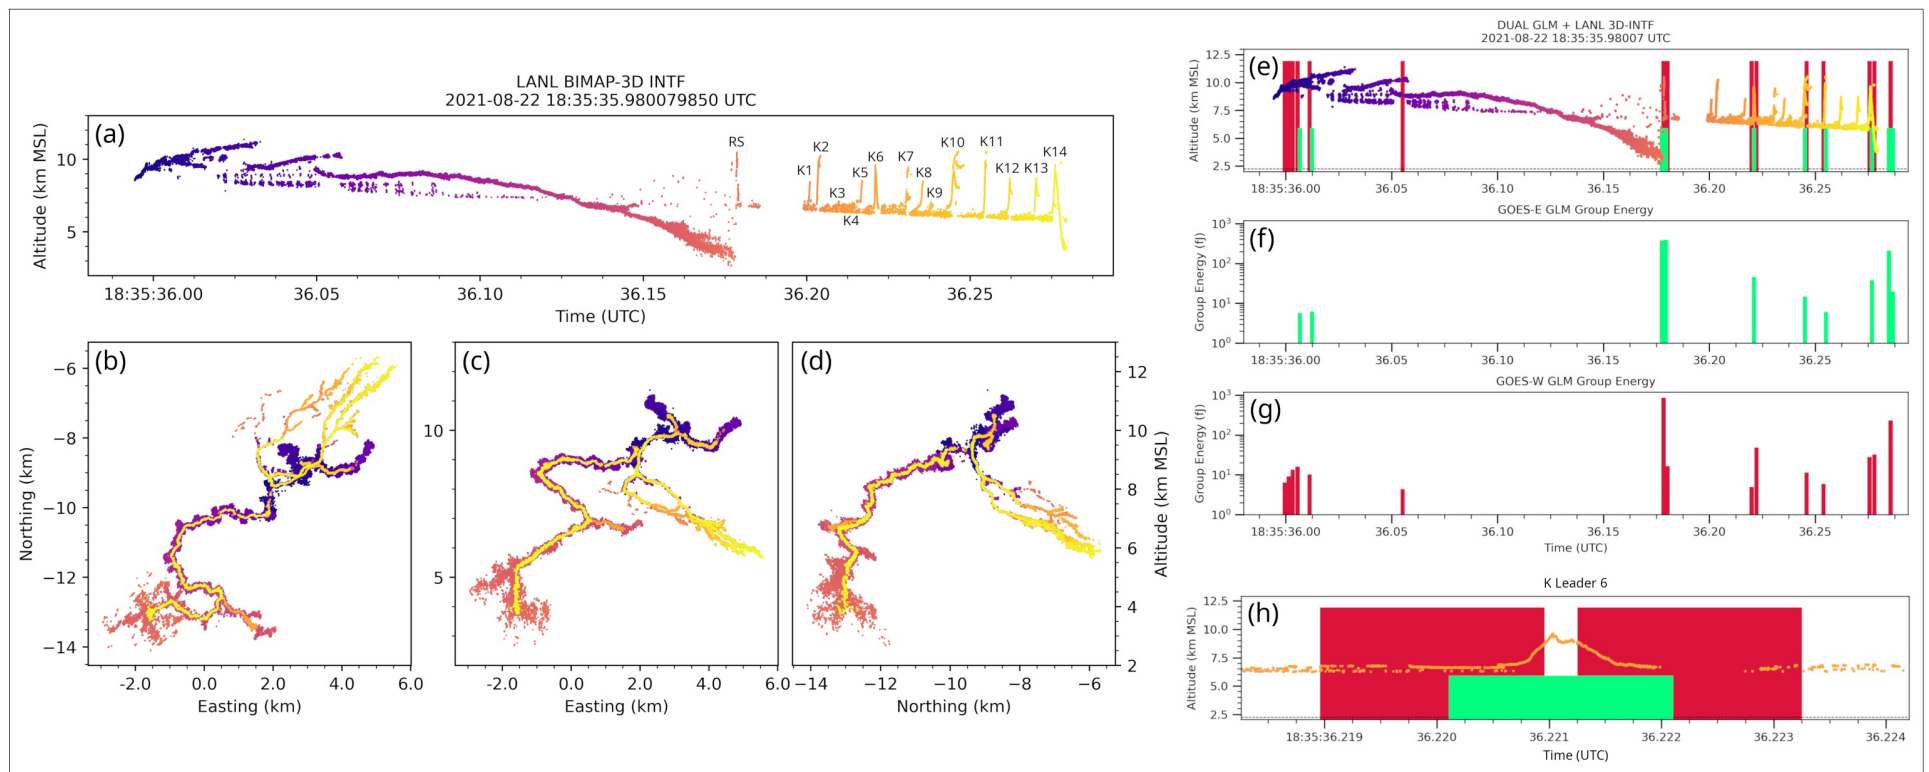 LANL BIMAP-3D INTF
2021-08-22 18:35:35.980079850 UTC
(a)
Altitude (km MSL)
10
5
RS
K1
K2
K3
K4
K5
K6
K7
K8
K9
K10
K11
K12
K13
K14
18:35:36.00
36.05
36.10
36.15
36.20
36.25
Time (UTC)
(b)
Northing (km)
−6
−8
−10
−12
−14
-2.0
0.0
2.0
4.0
6.0
Easting (km)
(c)
10
5
-2.0
0.0
2.0
4.0
6.0
Easting (km)
(d)
12
10
8
6
4
2
Altitude (km MSL)
−14
−12
−10
−8
−6
Northing (km)
DUAL GLM + LANL 3D-INTF
2021-08-22 18:35:35.98007 UTC
(e)
Altitude (km MSL)
12.5
10.0
7.5
5.0
2.5
18:35:36.00
36.05
36.10
36.15
36.20
36.25
GOES-E GLM Group Energy
(f)
Group Energy (fJ)
10³
10²
10¹
10⁰
18:35:36.00
36.05
36.10
36.15
36.20
36.25
GOES-W GLM Group Energy
(g)
Group Energy (fJ)
10³
10²
10¹
10⁰
18:35:36.00
36.05
36.10
36.15
36.20
36.25
Time (UTC)
K Leader 6
(h)
Altitude (km MSL)
12.5
10.0
7.5
5.0
2.5
18:35:36.219
36.220
36.221
36.222
36.223
36.224
Time (UTC)